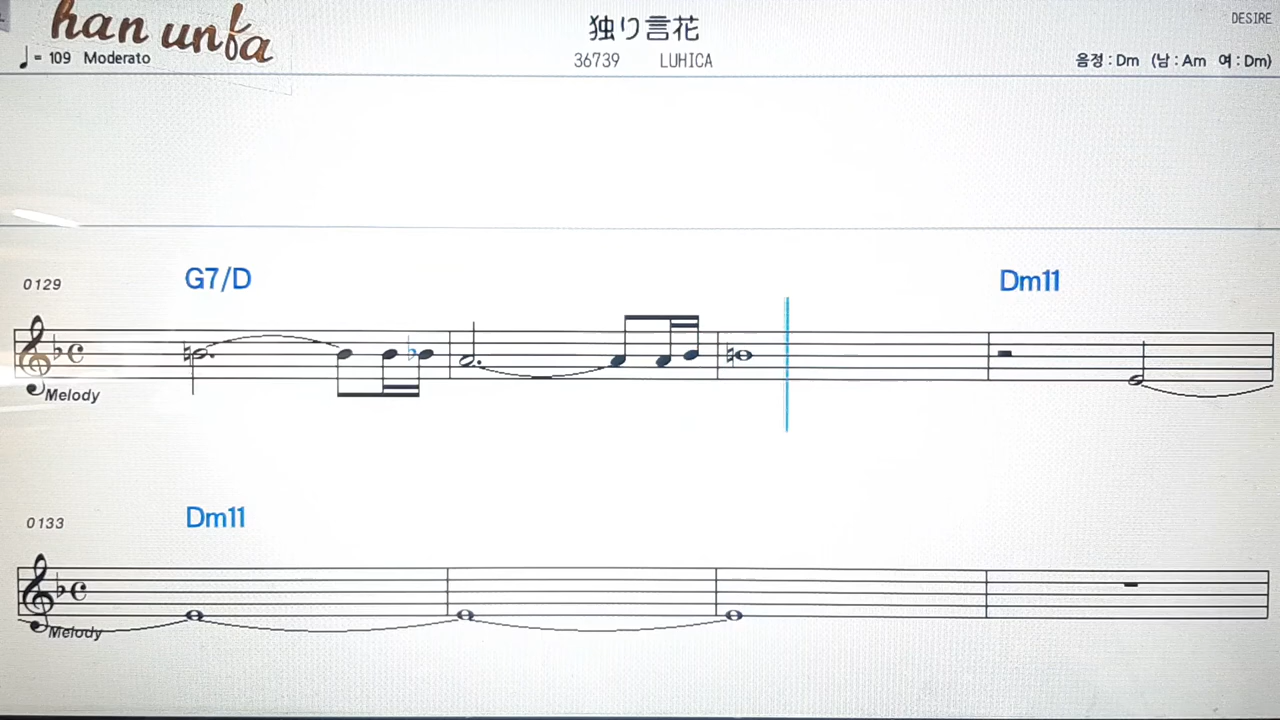 han unfa
独り言花
DESIRE
♩= 109 Moderato
36739 LUHICA
음정 : Dm (남 : Am 여 : Dm)
0129
G7/D
Dm11
Melody
0133
Dm11
Melody